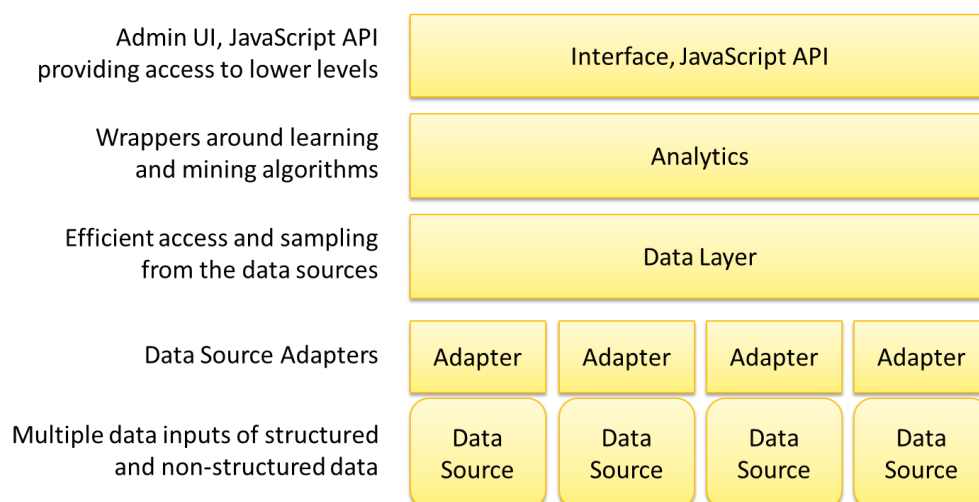 Admin UI, JavaScript API
providing access to lower levels
Interface, JavaScript API
Wrappers around learning
and mining algorithms
Analytics
Efficient access and sampling
from the data sources
Data Layer
Data Source Adapters
Adapter
Adapter
Adapter
Adapter
Multiple data inputs of structured
and non-structured data
Data
Source
Data
Source
Data
Source
Data
Source